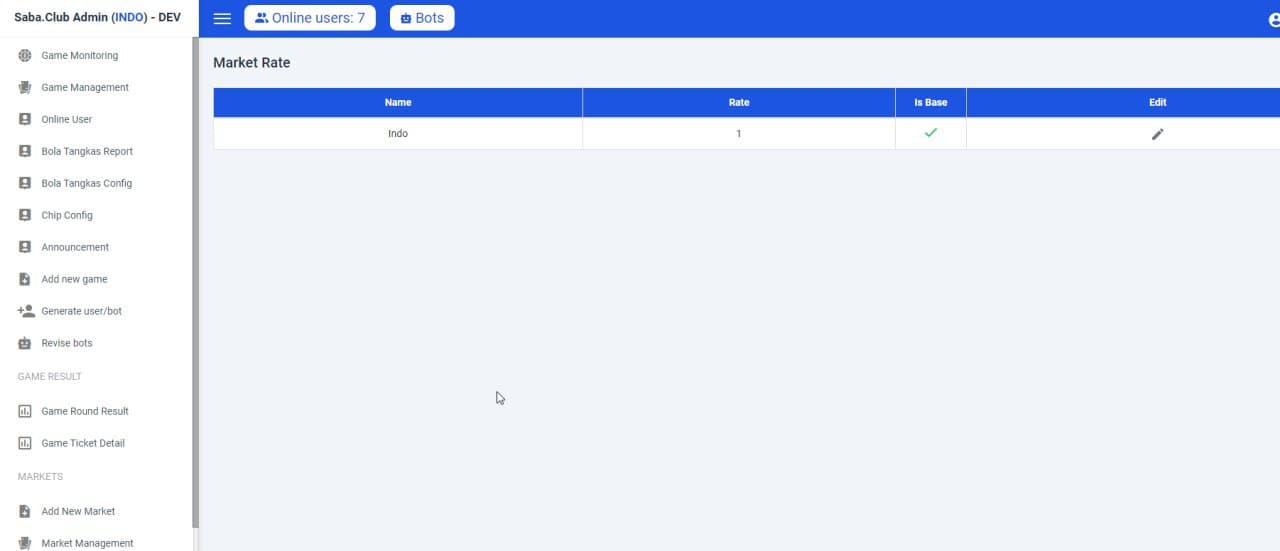 Saba.Club Admin (INDO) - DEV
Online users: 7
Bots
Game Monitoring
Game Management
Online User
Bola Tangkas Report
Bola Tangkas Config
Chip Config
Announcement
Add new game
Generate user/bot
Revise bots
GAME RESULT
Game Round Result
Game Ticket Detail
MARKETS
Add New Market
Market Management
Market Rate
Name Rate Is Base Edit
Indo 1